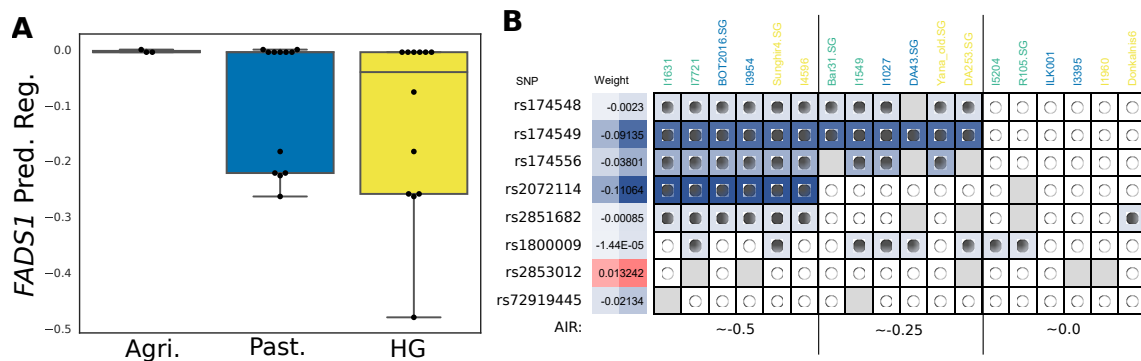 A
FADS1 Pred. Reg.
0.0
−0.1
−0.2
−0.3
−0.4
−0.5
Agri. Past. HG
B
SNP Weight I1631 I7721 BOT2016.SG I3954 Sunghir4.SG I4596 Bar31.SG I1549 I1027 DA43.SG Yana_old.SG DA253.SG I5204 R105.SG ILK001 I3395 I1960 Donkalnis6
rs174548 -0.0023
rs174549 -0.09135
rs174556 -0.03801
rs2072114 -0.11064
rs2851682 -0.00085
rs1800009 -1.44E-05
rs2853012 0.013242
rs72919445 -0.02134
AIR: ~-0.5 ~-0.25 ~0.0